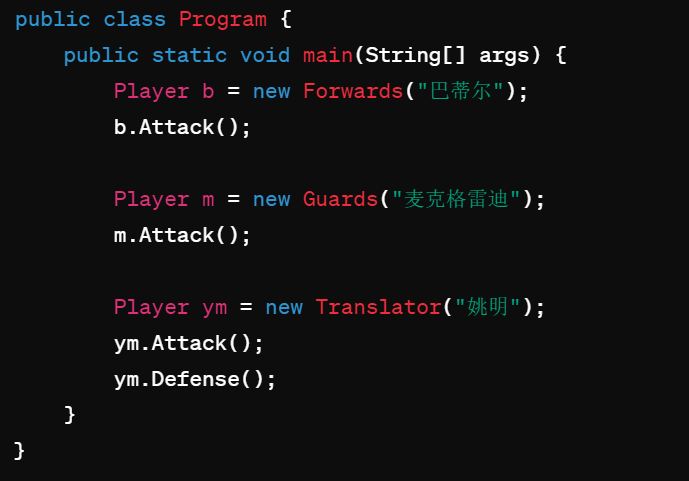 public class Program {
    public static void main(String[] args) {
        Player b = new Forwards("巴蒂尔");
        b.Attack();

        Player m = new Guards("麦克格雷迪");
        m.Attack();

        Player ym = new Translator("姚明");
        ym.Attack();
        ym.Defense();
    }
}